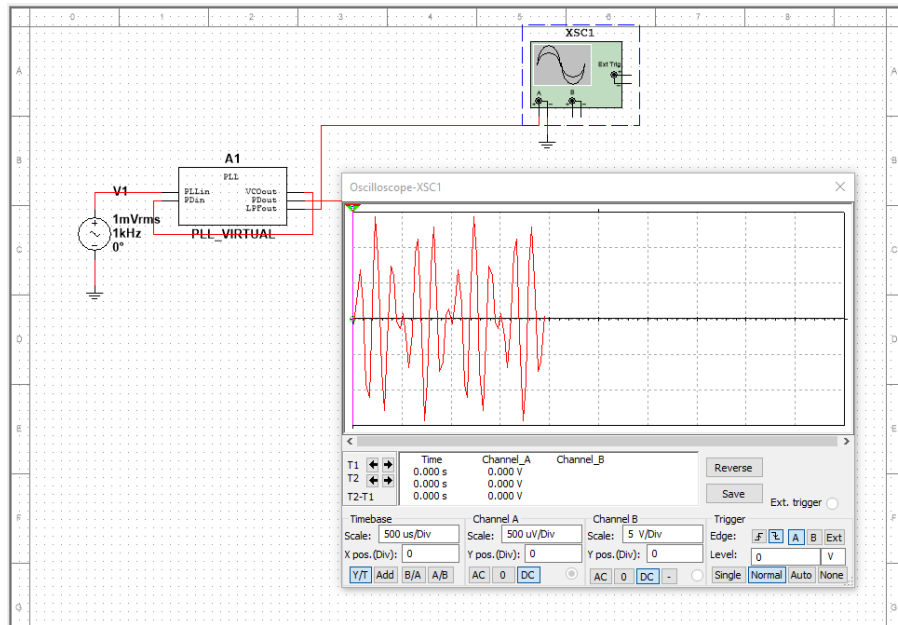 0 1 2 3 4 5 6 7 8
A A
XSC1
Ext Trig
A B
B B
A1
PLL
PLLin VCOout
PDin PDout
LPFout
PLL_VIRTUAL
V1
1mVrms
1kHz
0°
C C
Oscilloscope-XSC1
D D
E E
Time Channel_A Channel_B
T1 0.000 s 0.000 V
T2 0.000 s 0.000 V
T2-T1 0.000 s 0.000 V
Reverse
Save
Ext. trigger
F F
Timebase Channel A Channel B Trigger
Scale: 500 us/Div Scale: 500 uV/Div Scale: 5 V/Div Edge: A B Ext
X pos.(Div): 0 Y pos.(Div): 0 Y pos.(Div): 0 Level: 0 V
Y/T Add B/A A/B AC 0 DC AC 0 DC - Single Normal Auto None
G G